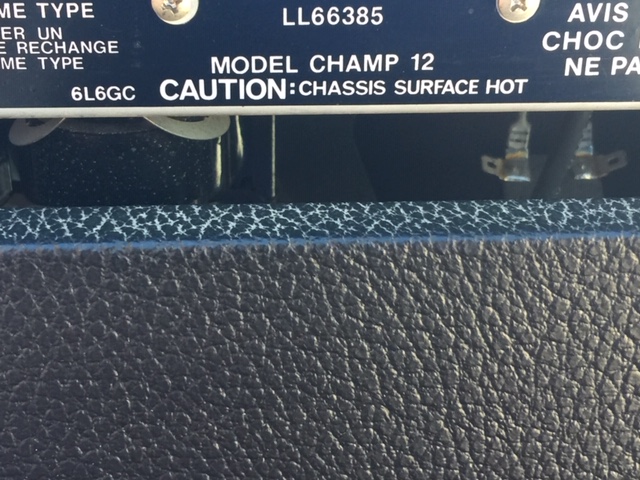 ME TYPE
ER UN
E RECHANGE
ME TYPE
6L6GC
LL66385
MODEL CHAMP 12
CAUTION: CHASSIS SURFACE HOT
AVIS
CHOC
NE PA